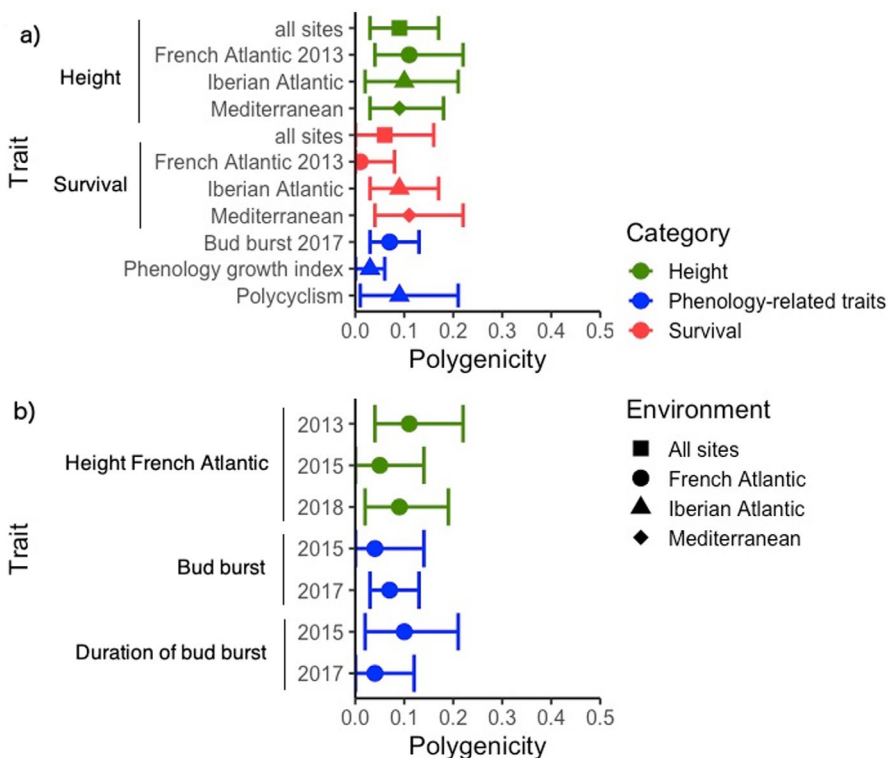 a)
Trait
Height
all sites
French Atlantic 2013
Iberian Atlantic
Mediterranean
Survival
all sites
French Atlantic 2013
Iberian Atlantic
Mediterranean
Bud burst 2017
Phenology growth index
Polycyclism
0.0 0.1 0.2 0.3 0.4 0.5
Polygenicity
Category
Height
Phenology-related traits
Survival
b)
Trait
Height French Atlantic
2013
2015
2018
Bud burst
2015
2017
Duration of bud burst
2015
2017
0.0 0.1 0.2 0.3 0.4 0.5
Polygenicity
Environment
All sites
French Atlantic
Iberian Atlantic
Mediterranean